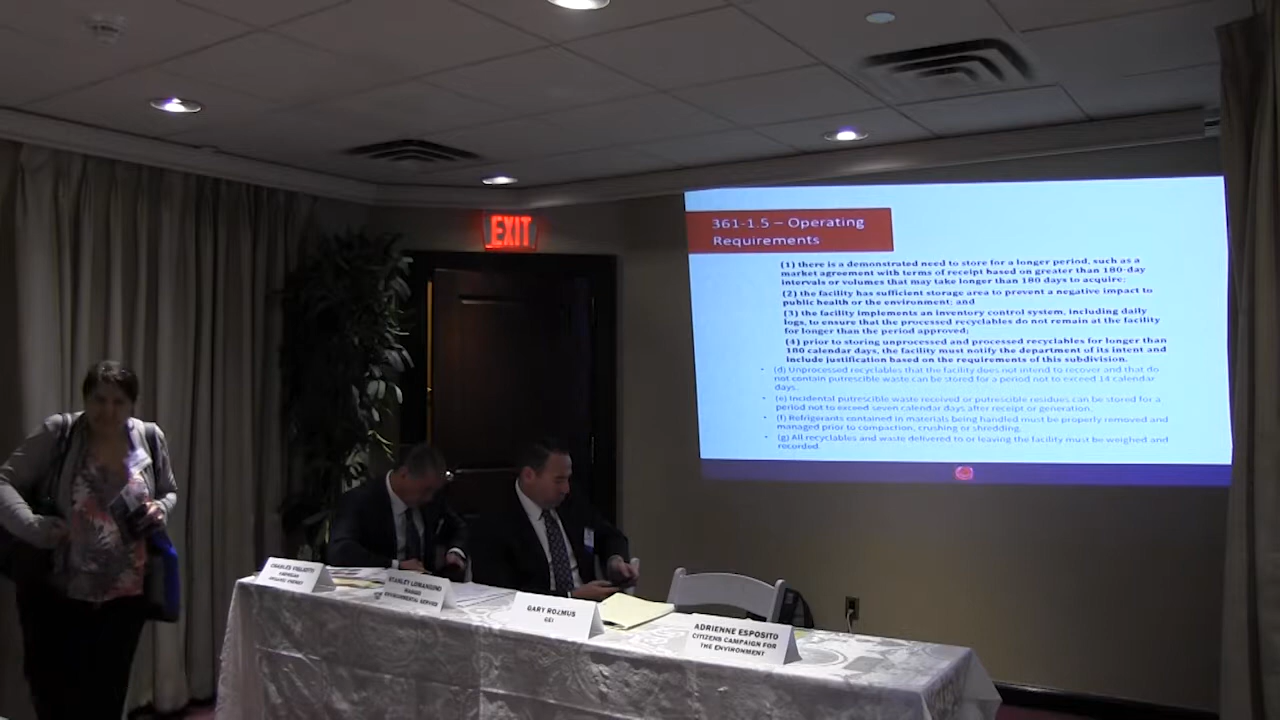 EXIT
361-1.5 – Operating
Requirements
(1) there is a demonstrated need to store for a longer period, such as a
market agreement with terms of receipt based on greater than 180-day
intervals or volumes that may take longer than 180 days to acquire;
(2) the facility has sufficient storage area to prevent a negative impact to
public health or the environment; and
(3) the facility implements an inventory control system, including daily
logs, to ensure that the processed recyclables do not remain at the facility
for longer than the period approved;
(4) prior to storing unprocessed and processed recyclables for longer than
180 calendar days, the facility must notify the department of its intent and
include justification based on the requirements of this subdivision.
(d) Unprocessed recyclables that the facility does not intend to recover and that do
not contain putrescible waste can be stored for a period not to exceed 14 calendar
days.
(e) Incidental putrescible waste received or putrescible residues can be stored for a
period not to exceed seven calendar days after receipt or generation.
(f) Refrigerants contained in materials being handled must be properly removed and
managed prior to compaction, crushing or shredding.
(g) All recyclables and waste delivered to or leaving the facility must be weighed and
recorded.
CHARLES VIGLIOTTI
AMERICAN
ORGANIC ENERGY
STANLEY LOMANGINO
ENVIRONMENTAL SERVICE
GARY ROZMUS
GEI
ADRIENNE ESPOSITO
CITIZENS CAMPAIGN FOR
THE ENVIRONMENT